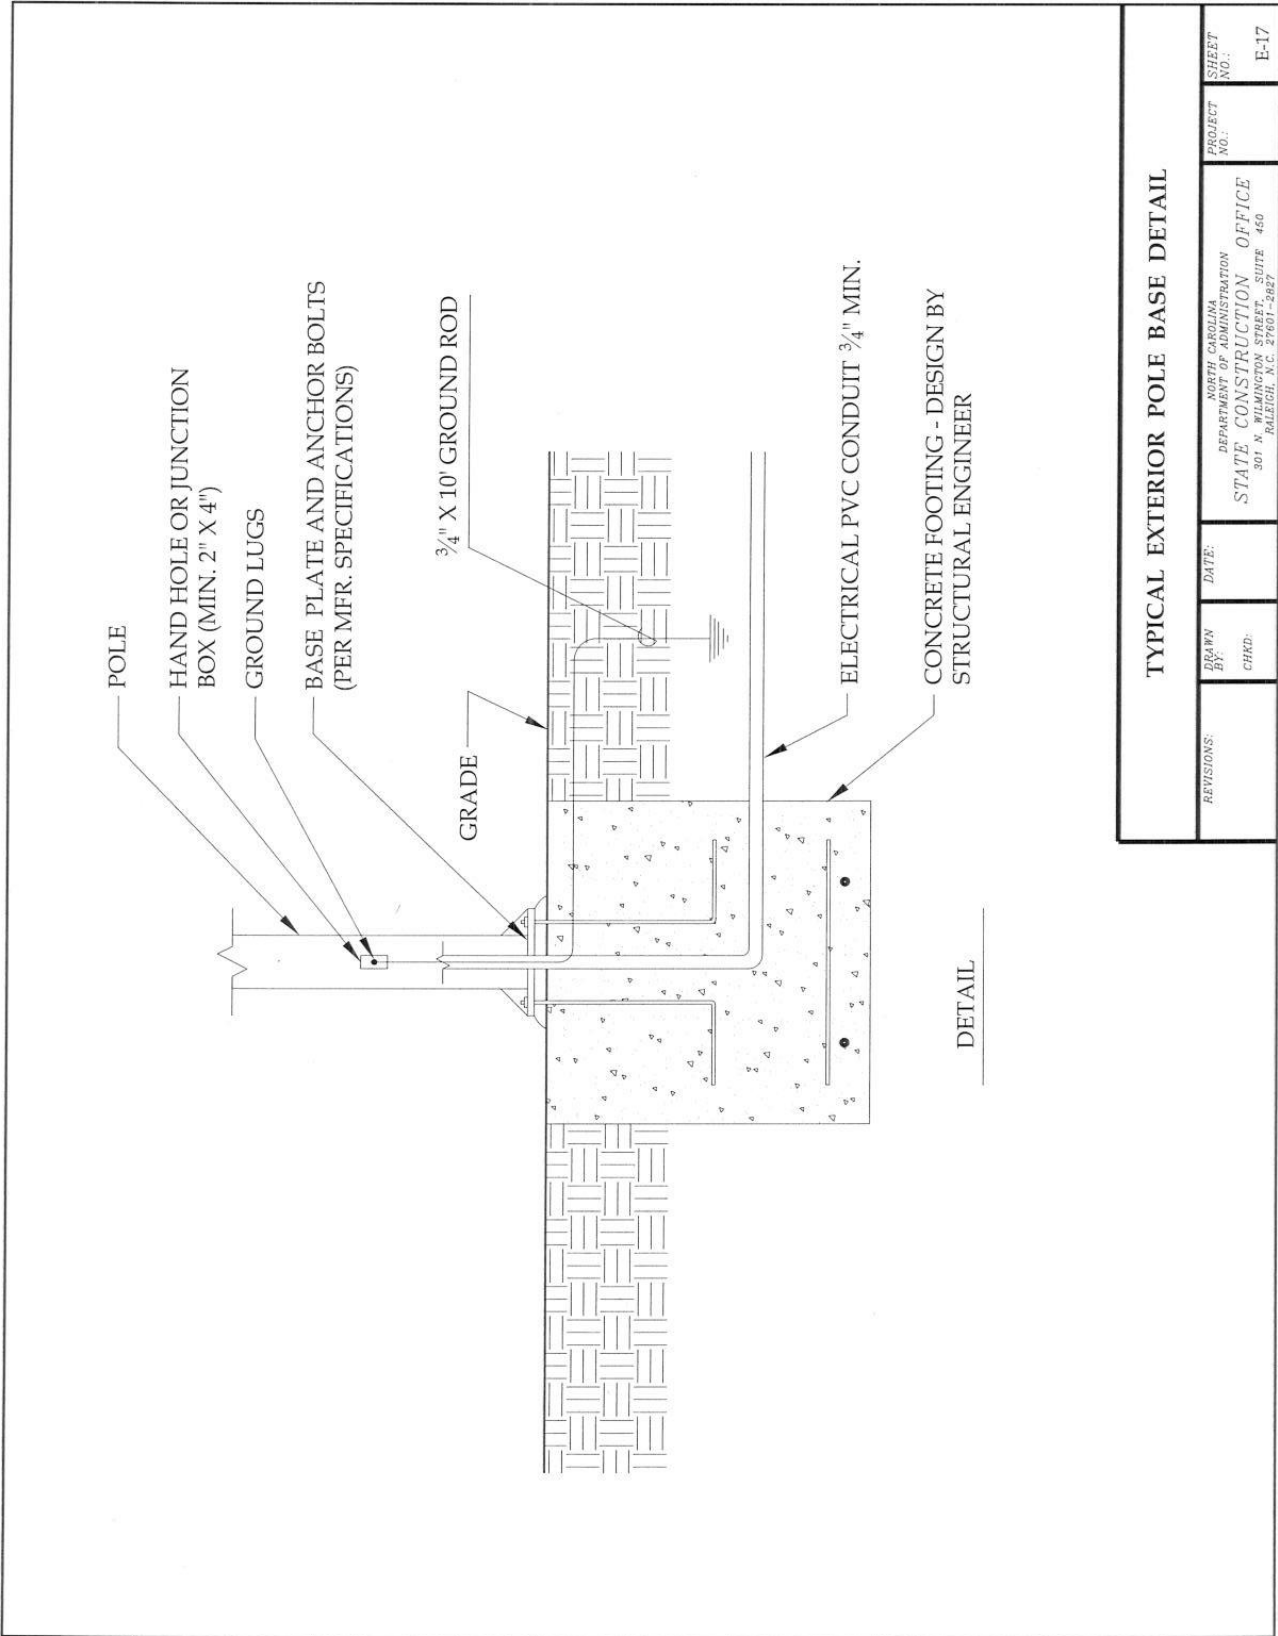 POLE
HAND HOLE OR JUNCTION
BOX (MIN. 2" X 4")
GROUND LUGS
BASE PLATE AND ANCHOR BOLTS
(PER MFR. SPECIFICATIONS)
3/4" X 10' GROUND ROD
GRADE
ELECTRICAL PVC CONDUIT 3/4" MIN.
CONCRETE FOOTING - DESIGN BY
STRUCTURAL ENGINEER
DETAIL
TYPICAL EXTERIOR POLE BASE DETAIL
REVISIONS:
DRAWN
BY:
CHKD:
DATE:
NORTH CAROLINA
DEPARTMENT OF ADMINISTRATION
STATE CONSTRUCTION OFFICE
301 N. WILMINGTON STREET, SUITE 450
RALEIGH, N.C. 27601-2827
PROJECT
NO.:
SHEET
NO.:
E-17